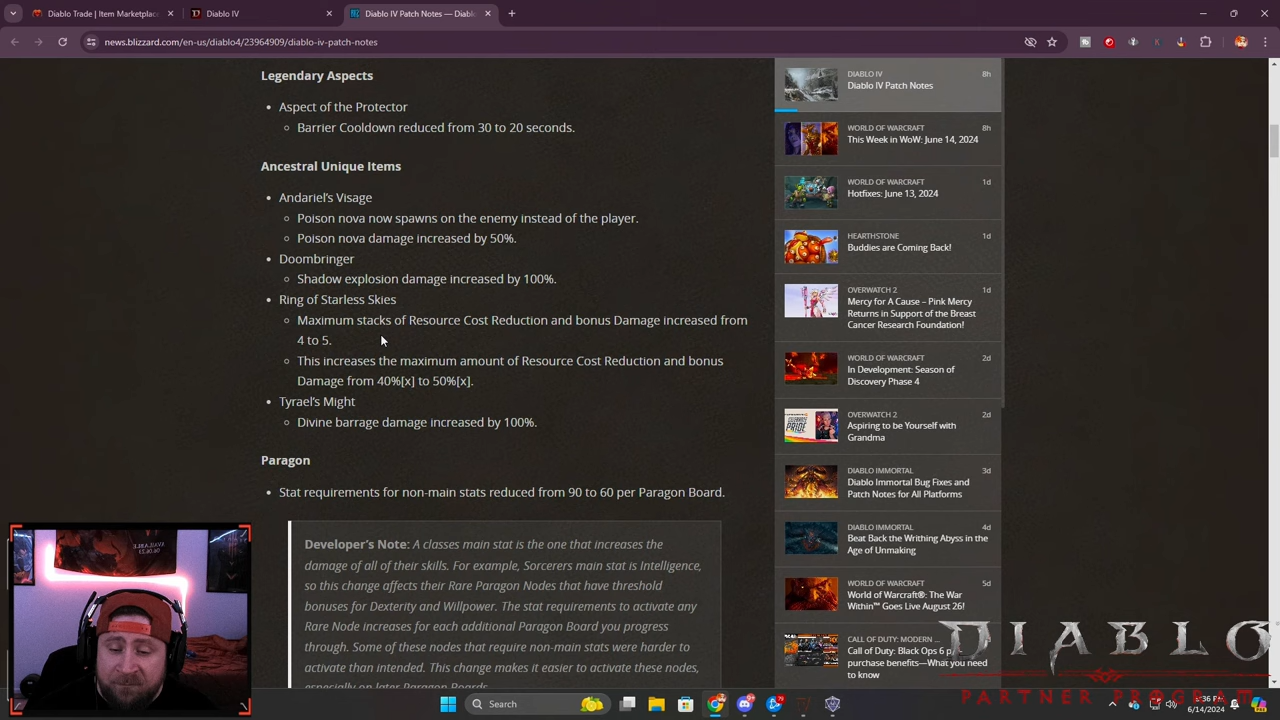 Diablo Trade | Item Marketplac
Diablo IV
Diablo IV Patch Notes — Diablo
news.blizzard.com/en-us/diablo4/23964909/diablo-iv-patch-notes
Legendary Aspects
Aspect of the Protector
Barrier Cooldown reduced from 30 to 20 seconds.
Ancestral Unique Items
Andariel's Visage
Poison nova now spawns on the enemy instead of the player.
Poison nova damage increased by 50%.
Doombringer
Shadow explosion damage increased by 100%.
Ring of Starless Skies
Maximum stacks of Resource Cost Reduction and bonus Damage increased from
4 to 5.
This increases the maximum amount of Resource Cost Reduction and bonus
Damage from 40%[x] to 50%[x].
Tyrael's Might
Divine barrage damage increased by 100%.
Paragon
Stat requirements for non-main stats reduced from 90 to 60 per Paragon Board.
Developer's Note: A classes main stat is the one that increases the
damage of all of their skills. For example, Sorcerers main stat is Intelligence,
so this change affects their Rare Paragon Nodes that have threshold
bonuses for Dexterity and Willpower. The stat requirements to activate any
Rare Node increases for each additional Paragon Board you progress
through. Some of these nodes that require non-main stats were harder to
activate than intended. This change makes it easier to activate these nodes,
especially on later Paragon Boards.
DIABLO IV 8h
Diablo IV Patch Notes
WORLD OF WARCRAFT 8h
This Week in WoW: June 14, 2024
WORLD OF WARCRAFT 1d
Hotfixes: June 13, 2024
HEARTHSTONE 1d
Buddies are Coming Back!
OVERWATCH 2 1d
Mercy for A Cause – Pink Mercy
Returns in Support of the Breast
Cancer Research Foundation!
WORLD OF WARCRAFT 2d
In Development: Season of
Discovery Phase 4
OVERWATCH 2 2d
Aspiring to be Yourself with
Grandma
DIABLO IMMORTAL 3d
Diablo Immortal Bug Fixes and
Patch Notes for All Platforms
DIABLO IMMORTAL 4d
Beat Back the Writhing Abyss in the
Age of Unmaking
WORLD OF WARCRAFT 5d
World of Warcraft®: The War
Within™ Goes Live August 26!
CALL OF DUTY: MODERN ...
Call of Duty: Black Ops 6 p
purchase benefits—What you
need to know
DIABLO
PARTNER PROGRAM
AVAILABLE
06.06.23
Search
6/14/2024